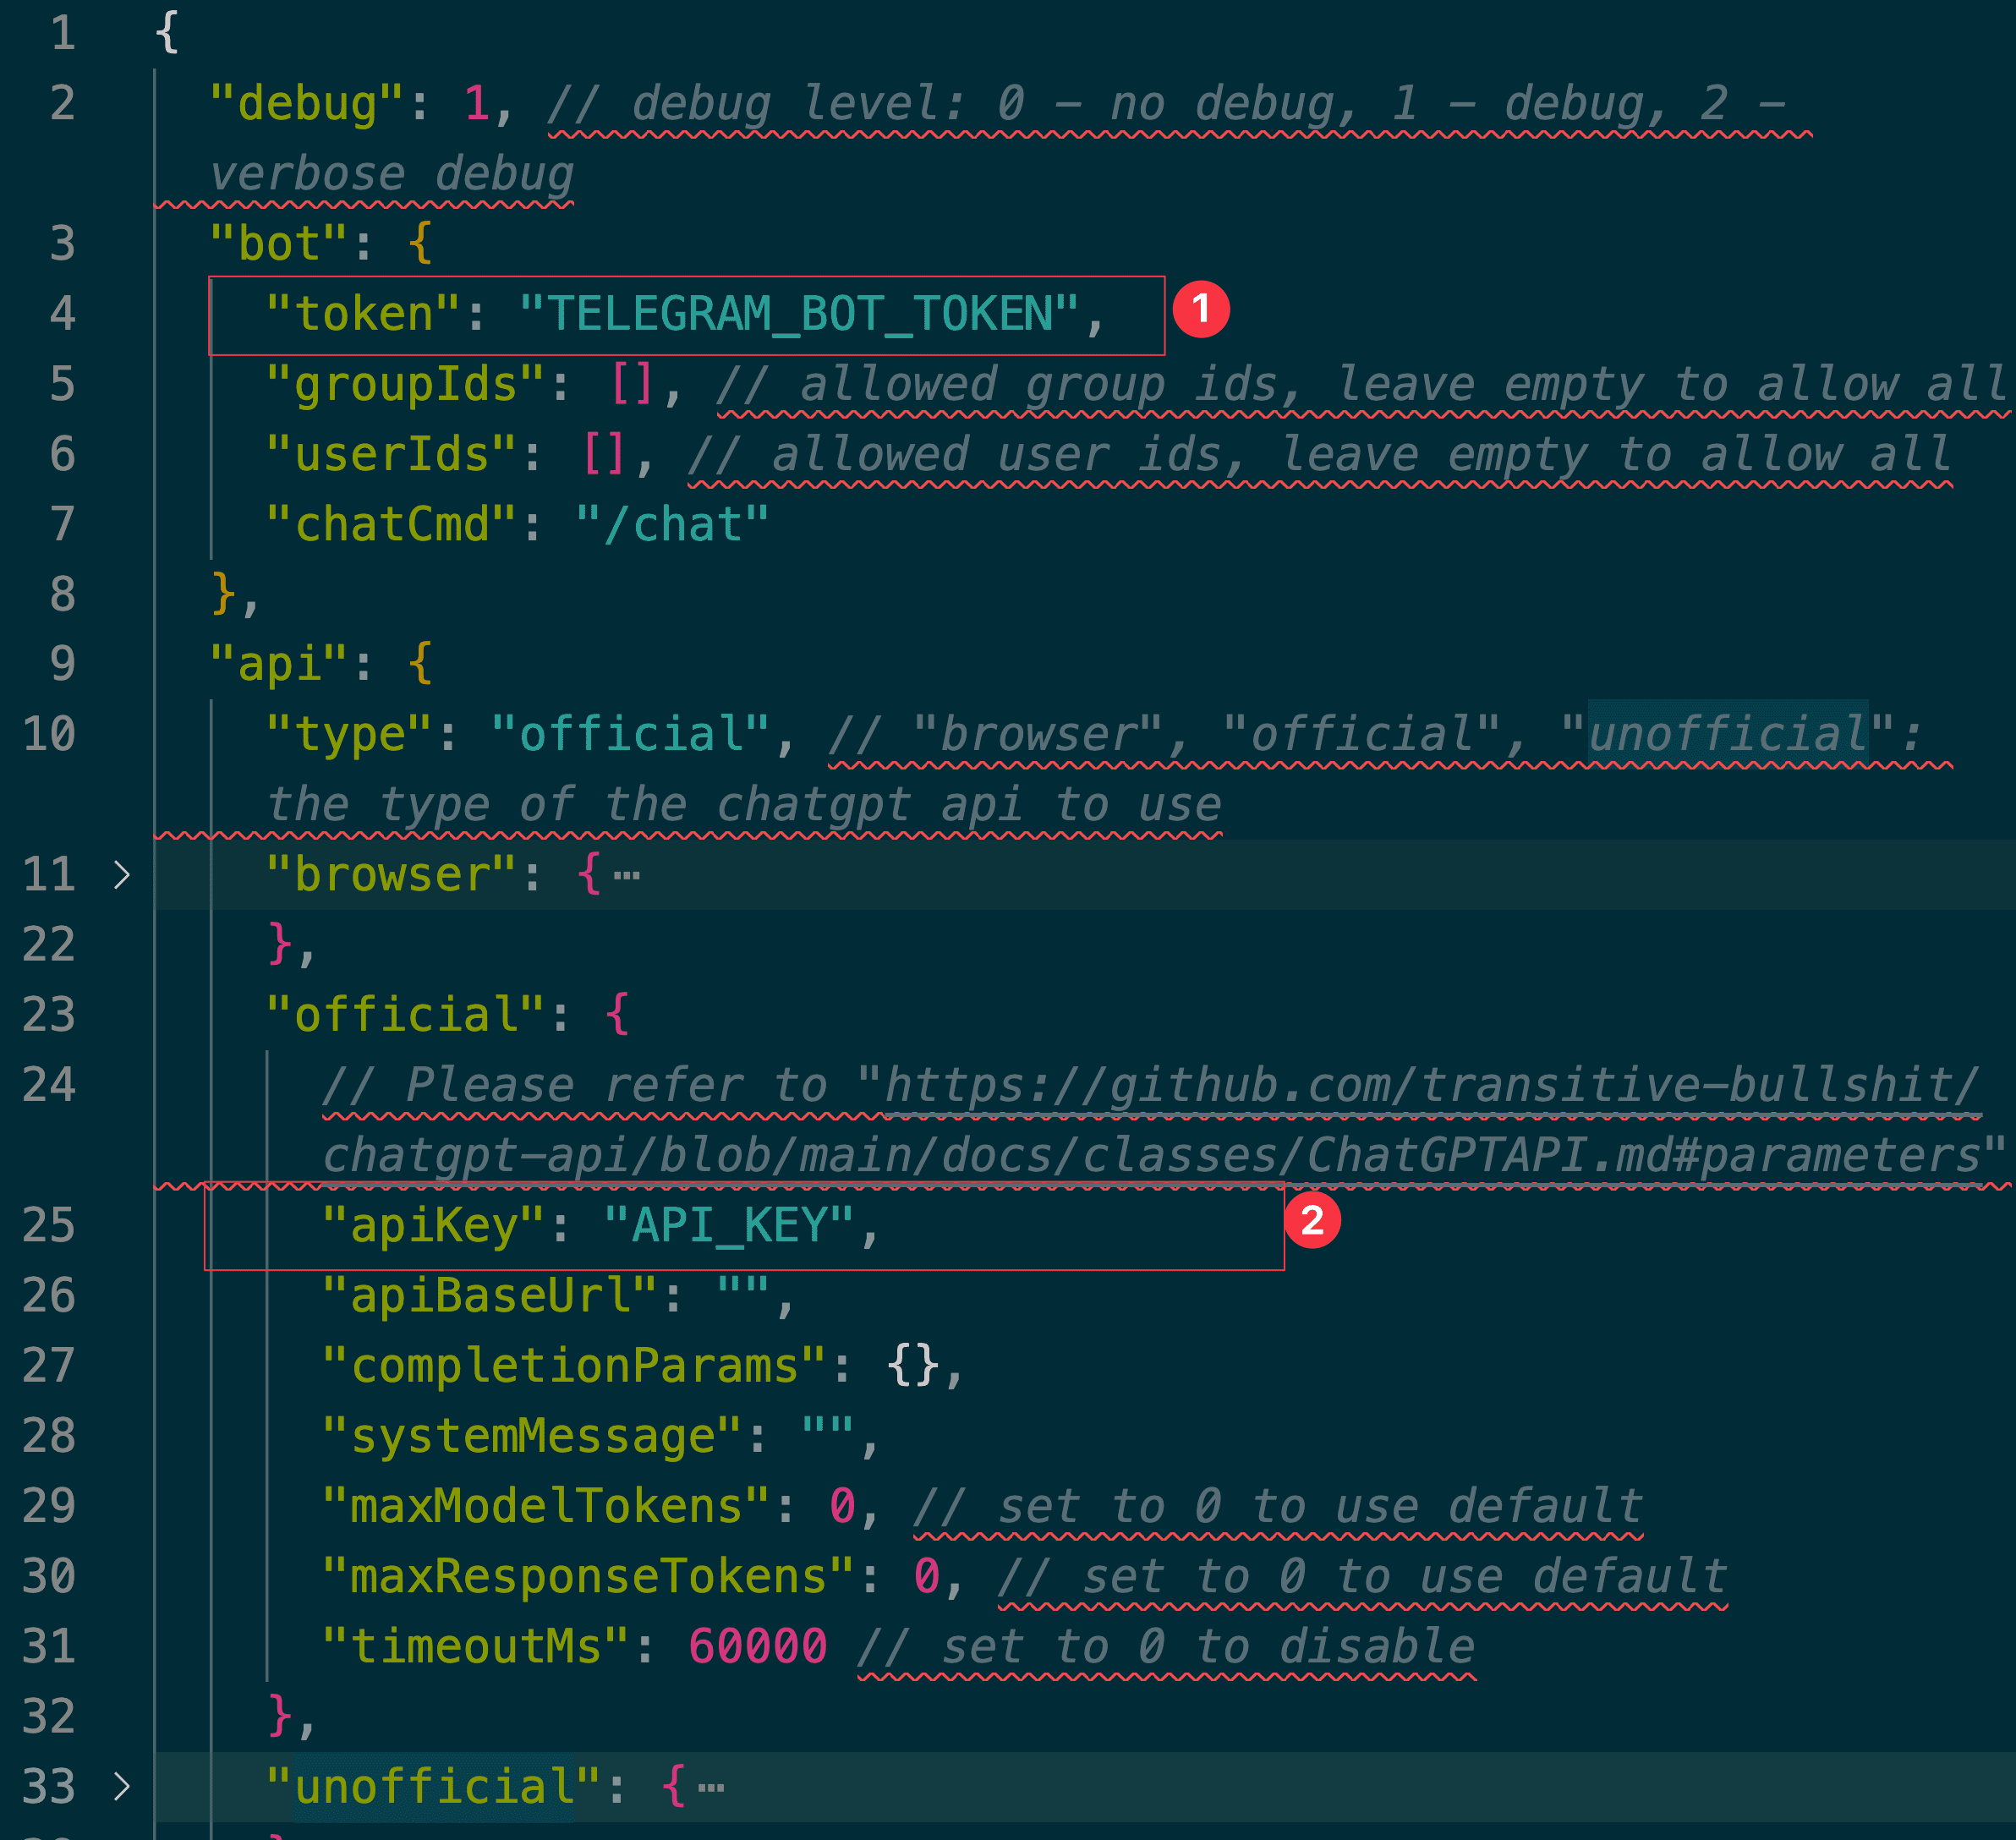 1 {
2 "debug": 1, // debug level: 0 - no debug, 1 - debug, 2 -
verbose debug
3 "bot": {
4 "token": "TELEGRAM_BOT_TOKEN", 1
5 "groupIds": [], // allowed group ids, leave empty to allow all
6 "userIds": [], // allowed user ids, leave empty to allow all
7 "chatCmd": "/chat"
8 },
9 "api": {
10 "type": "official", // "browser", "official", "unofficial":
the type of the chatgpt api to use
11 > "browser": {…
22 },
23 "official": {
24 // Please refer to "https://github.com/transitive-bullshit/
chatgpt-api/blob/main/docs/classes/ChatGPTAPI.md#parameters"
25 "apiKey": "API_KEY", 2
26 "apiBaseUrl": "",
27 "completionParams": {},
28 "systemMessage": "",
29 "maxModelTokens": 0, // set to 0 to use default
30 "maxResponseTokens": 0, // set to 0 to use default
31 "timeoutMs": 60000 // set to 0 to disable
32 },
33 > "unofficial": {…